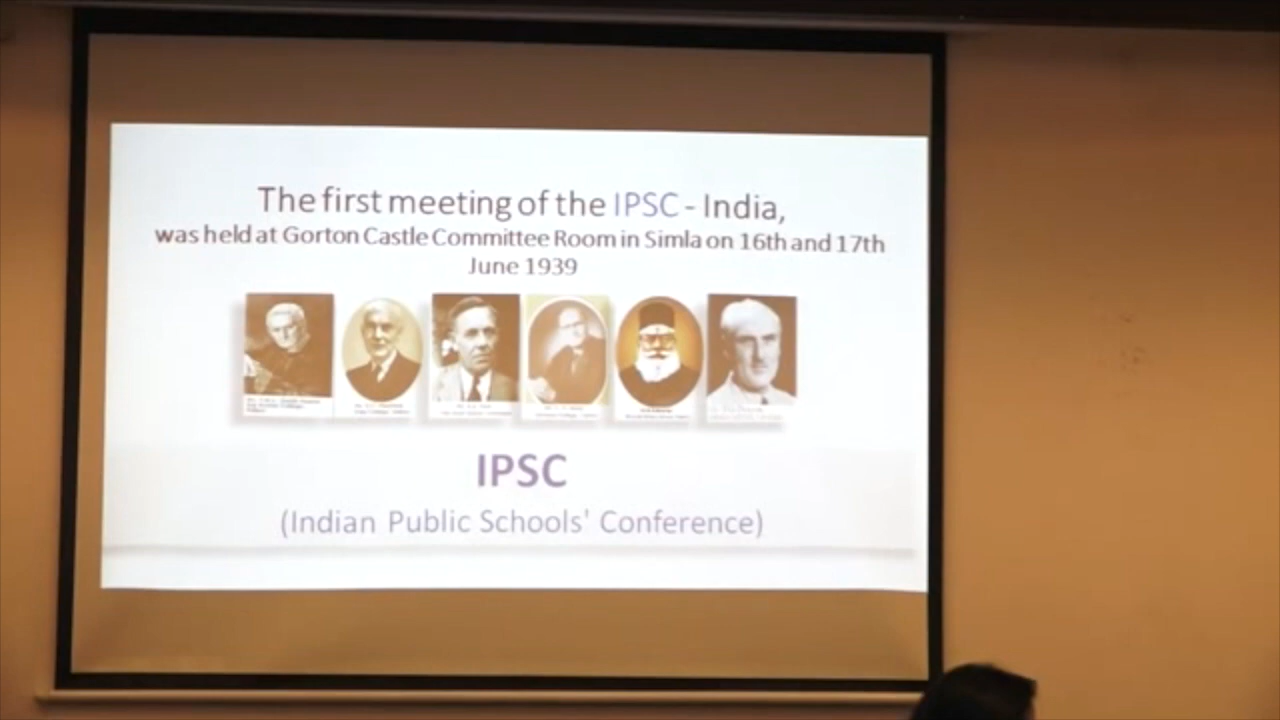 The first meeting of the IPSC - India,
was held at Gorton Castle Committee Room in Simla on 16th and 17th
June 1939
IPSC
(Indian Public Schools' Conference)